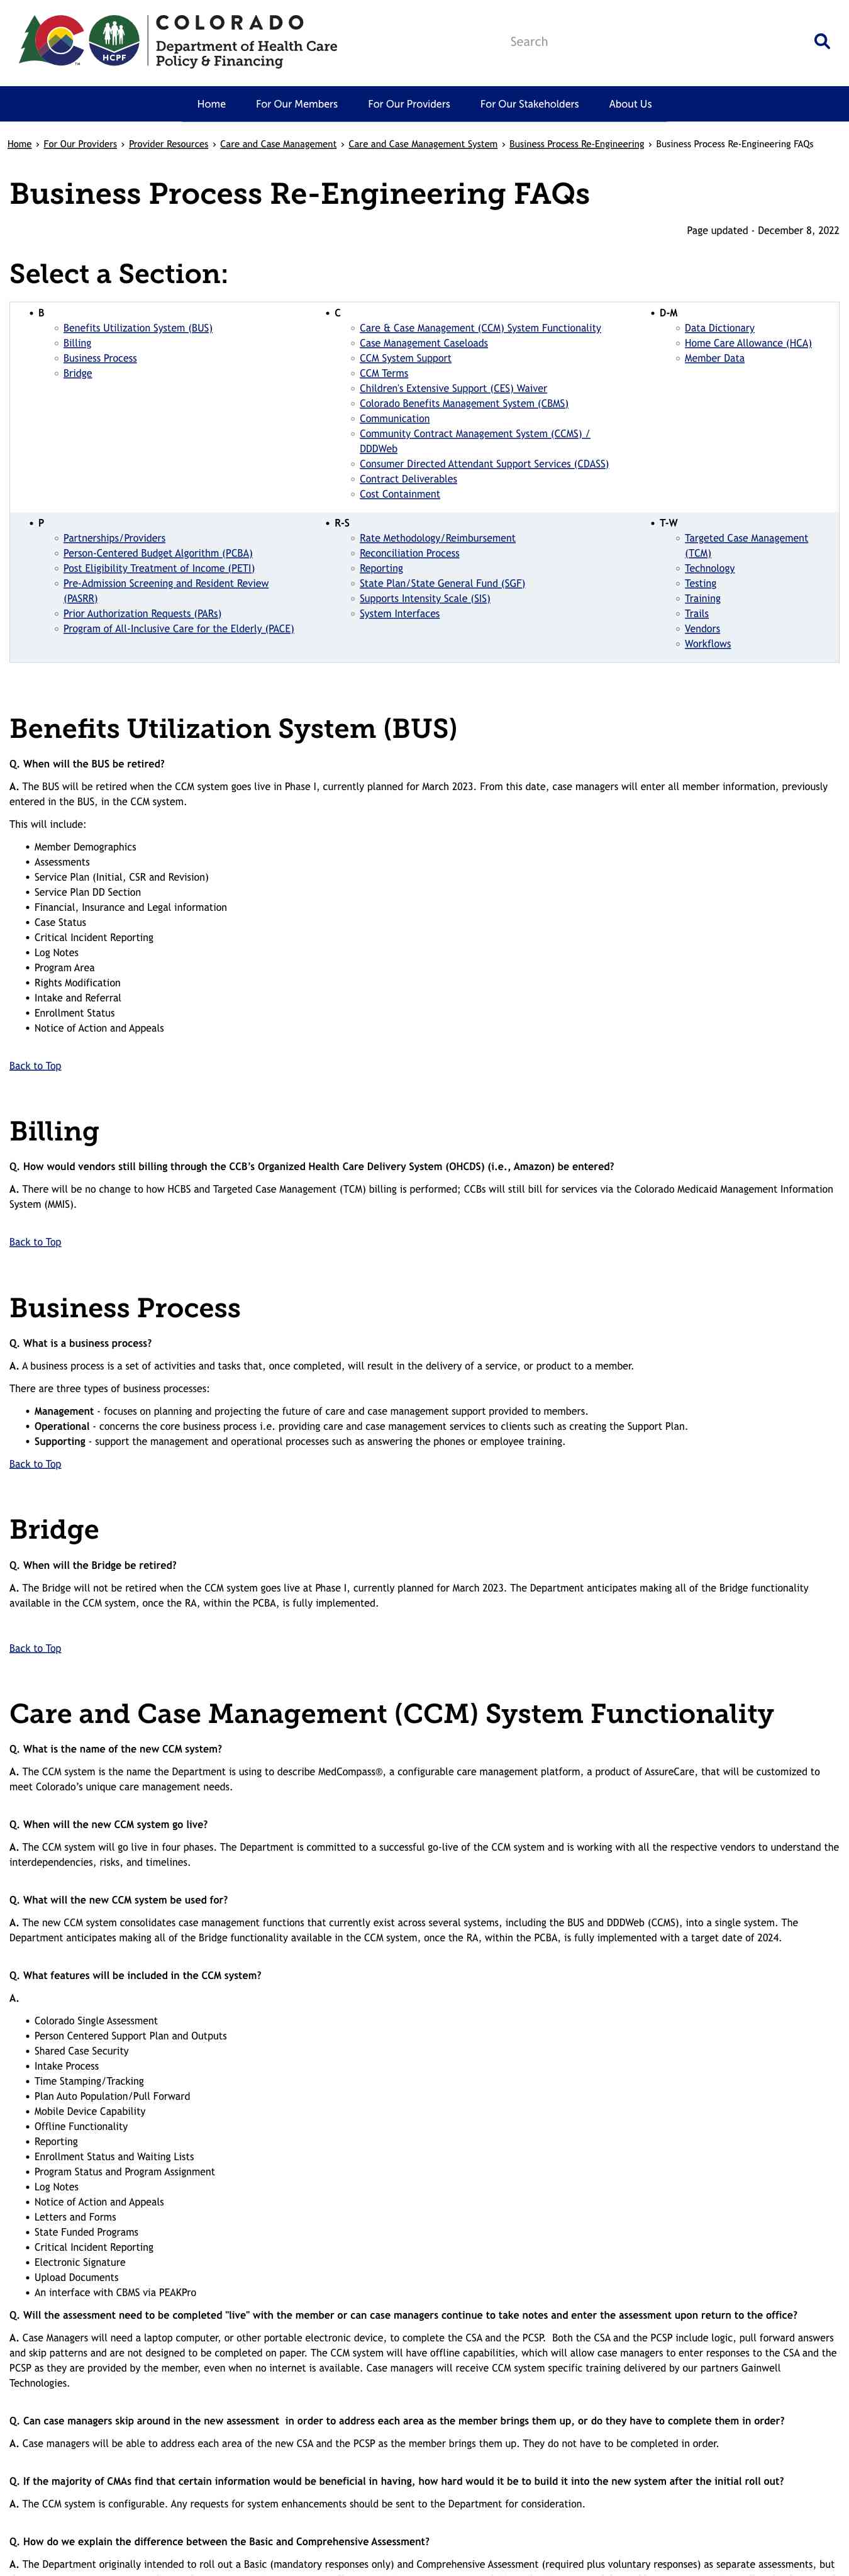 COLORADO
Department of Health Care
Policy & Financing
HCPF
TM
Search
Home
For Our Members
For Our Providers
For Our Stakeholders
About Us
Home › For Our Providers › Provider Resources › Care and Case Management › Care and Case Management System › Business Process Re-Engineering › Business Process Re-Engineering FAQs
Business Process Re-Engineering FAQs
Page updated - December 8, 2022
Select a Section:
• B
Benefits Utilization System (BUS)
Billing
Business Process
Bridge
• C
Care & Case Management (CCM) System Functionality
Case Management Caseloads
CCM System Support
CCM Terms
Children's Extensive Support (CES) Waiver
Colorado Benefits Management System (CBMS)
Communication
Community Contract Management System (CCMS) /
DDDWeb
Consumer Directed Attendant Support Services (CDASS)
Contract Deliverables
Cost Containment
• D-M
Data Dictionary
Home Care Allowance (HCA)
Member Data
• P
Partnerships/Providers
Person-Centered Budget Algorithm (PCBA)
Post Eligibility Treatment of Income (PETI)
Pre-Admission Screening and Resident Review
(PASRR)
Prior Authorization Requests (PARs)
Program of All-Inclusive Care for the Elderly (PACE)
• R-S
Rate Methodology/Reimbursement
Reconciliation Process
Reporting
State Plan/State General Fund (SGF)
Supports Intensity Scale (SIS)
System Interfaces
• T-W
Targeted Case Management
(TCM)
Technology
Testing
Training
Trails
Vendors
Workflows
Benefits Utilization System (BUS)
Q. When will the BUS be retired?
A. The BUS will be retired when the CCM system goes live in Phase I, currently planned for March 2023. From this date, case managers will enter all member information, previously
entered in the BUS, in the CCM system.
This will include:
• Member Demographics
• Assessments
• Service Plan (Initial, CSR and Revision)
• Service Plan DD Section
• Financial, Insurance and Legal information
• Case Status
• Critical Incident Reporting
• Log Notes
• Program Area
• Rights Modification
• Intake and Referral
• Enrollment Status
• Notice of Action and Appeals
Back to Top
Billing
Q. How would vendors still billing through the CCB’s Organized Health Care Delivery System (OHCDS) (i.e., Amazon) be entered?
A. There will be no change to how HCBS and Targeted Case Management (TCM) billing is performed; CCBs will still bill for services via the Colorado Medicaid Management Information
System (MMIS).
Back to Top
Business Process
Q. What is a business process?
A. A business process is a set of activities and tasks that, once completed, will result in the delivery of a service, or product to a member.
There are three types of business processes:
• Management - focuses on planning and projecting the future of care and case management support provided to members.
• Operational - concerns the core business process i.e. providing care and case management services to clients such as creating the Support Plan.
• Supporting - support the management and operational processes such as answering the phones or employee training.
Back to Top
Bridge
Q. When will the Bridge be retired?
A. The Bridge will not be retired when the CCM system goes live at Phase I, currently planned for March 2023. The Department anticipates making all of the Bridge functionality
available in the CCM system, once the RA, within the PCBA, is fully implemented.
Back to Top
Care and Case Management (CCM) System Functionality
Q. What is the name of the new CCM system?
A. The CCM system is the name the Department is using to describe MedCompass®, a configurable care management platform, a product of AssureCare, that will be customized to
meet Colorado’s unique care management needs.
Q. When will the new CCM system go live?
A. The CCM system will go live in four phases. The Department is committed to a successful go-live of the CCM system and is working with all the respective vendors to understand the
interdependencies, risks, and timelines.
Q. What will the new CCM system be used for?
A. The new CCM system consolidates case management functions that currently exist across several systems, including the BUS and DDDWeb (CCMS), into a single system. The
Department anticipates making all of the Bridge functionality available in the CCM system, once the RA, within the PCBA, is fully implemented with a target date of 2024.
Q. What features will be included in the CCM system?
A.
• Colorado Single Assessment
• Person Centered Support Plan and Outputs
• Shared Case Security
• Intake Process
• Time Stamping/Tracking
• Plan Auto Population/Pull Forward
• Mobile Device Capability
• Offline Functionality
• Reporting
• Enrollment Status and Waiting Lists
• Program Status and Program Assignment
• Log Notes
• Notice of Action and Appeals
• Letters and Forms
• State Funded Programs
• Critical Incident Reporting
• Electronic Signature
• Upload Documents
• An interface with CBMS via PEAKPro
Q. Will the assessment need to be completed "live" with the member or can case managers continue to take notes and enter the assessment upon return to the office?
A. Case Managers will need a laptop computer, or other portable electronic device, to complete the CSA and the PCSP. Both the CSA and the PCSP include logic, pull forward answers
and skip patterns and are not designed to be completed on paper. The CCM system will have offline capabilities, which will allow case managers to enter responses to the CSA and the
PCSP as they are provided by the member, even when no internet is available. Case managers will receive CCM system specific training delivered by our partners Gainwell
Technologies.
Q. Can case managers skip around in the new assessment in order to address each area as the member brings them up, or do they have to complete them in order?
A. Case managers will be able to address each area of the new CSA and the PCSP as the member brings them up. They do not have to be completed in order.
Q. If the majority of CMAs find that certain information would be beneficial in having, how hard would it be to build it into the new system after the initial roll out?
A. The CCM system is configurable. Any requests for system enhancements should be sent to the Department for consideration.
Q. How do we explain the difference between the Basic and Comprehensive Assessment?
A. The Department originally intended to roll out a Basic (mandatory responses only) and Comprehensive Assessment (required plus voluntary responses) as separate assessments, but